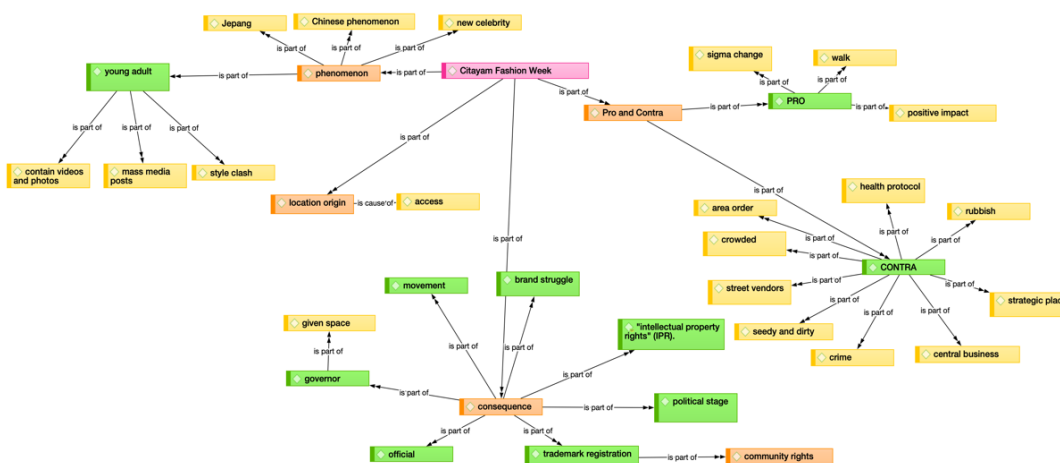 Jepang
Chinese phenomenon
new celebrity
is part of
is part of
is part of
young adult
is part of
phenomenon
is part of
Citayam Fashion Week
sigma change
walk
is part of
is part of
is part of
Pro and Contra
is part of
PRO
is part of
positive impact
is part of
is part of
is part of
contain videos
and photos
mass media
posts
style clash
is part of
location origin
is cause of
access
is part of
health protocol
area order
rubbish
is part of
is part of
is part of
crowded
is part of
CONTRA
street vendors
is part of
is part of
strategic plac
is part of
is part of
is part of
seedy and dirty
crime
central business
movement
is part of
brand struggle
is part of
is part of
given space
is part of
"intellectual property
rights" (IPR).
is part of
governor
is part of
consequence
is part of
political stage
is part of
is part of
official
trademark registration
is part of
community rights